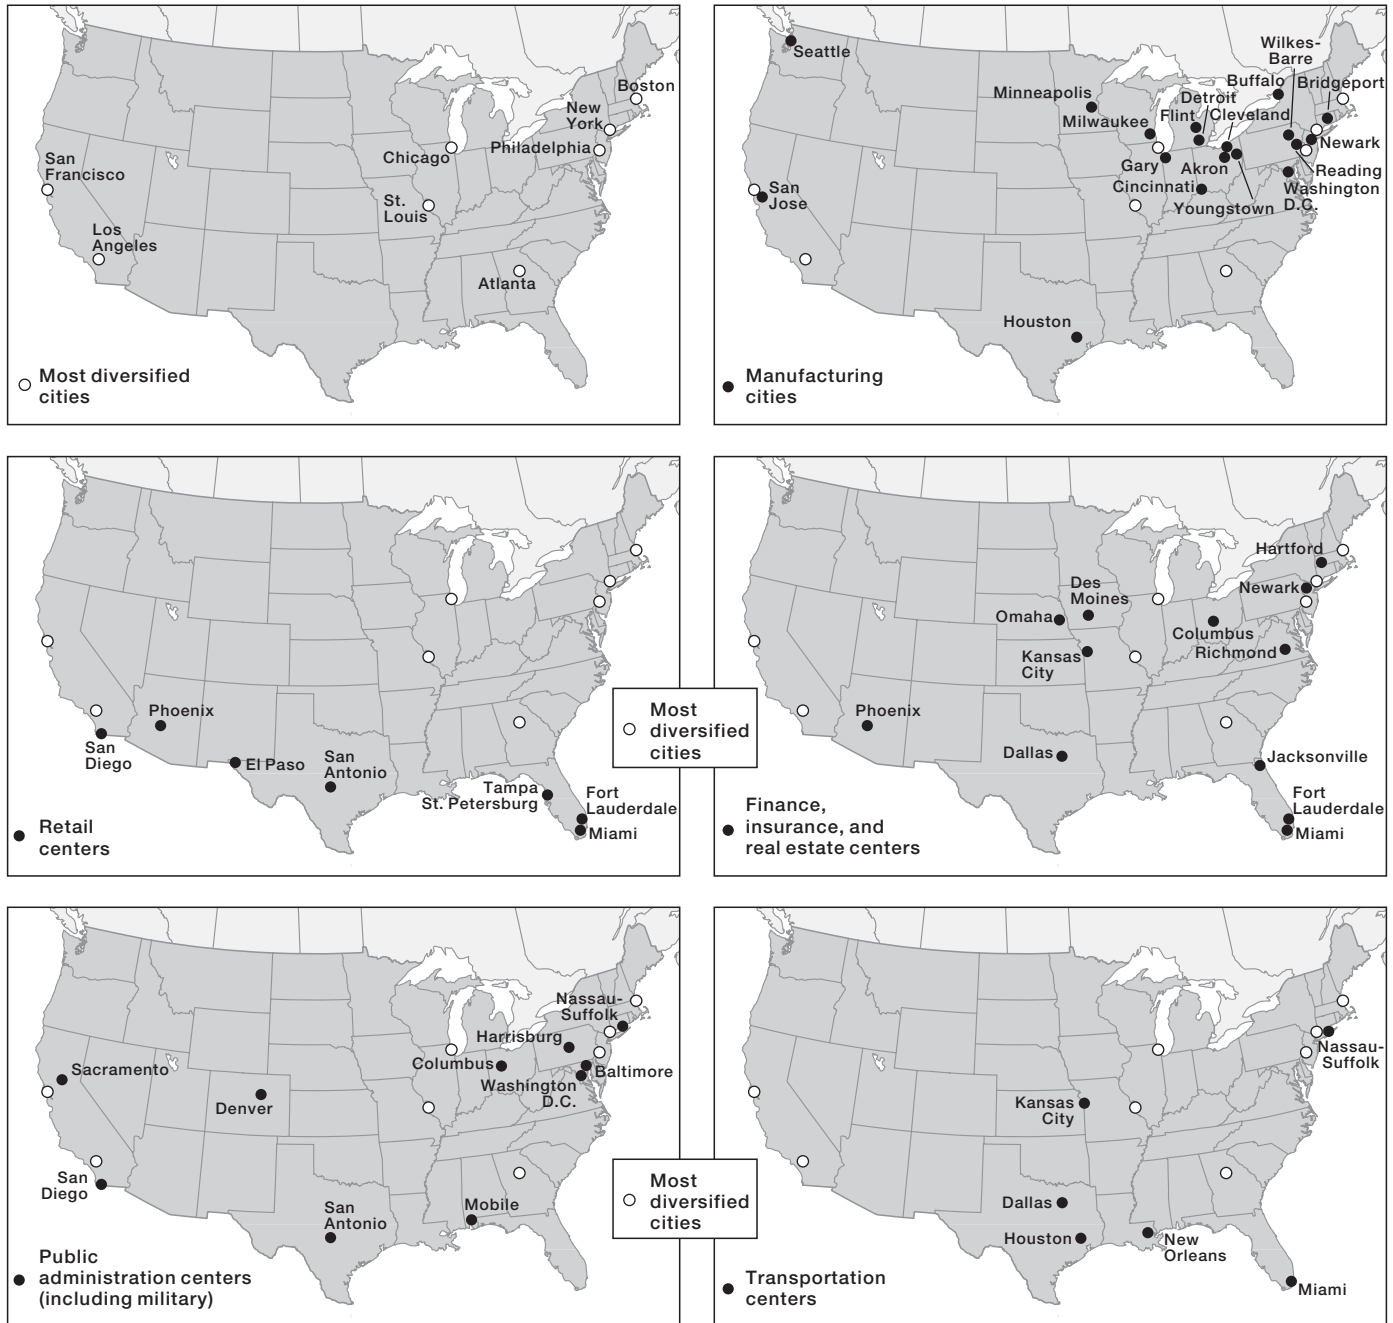 Boston
New
York
Philadelphia
Chicago
San
Francisco
St.
Louis
Los
Angeles
Atlanta
Most diversified
cities
Seattle
Wilkes-
Barre
Buffalo
Bridgeport
Minneapolis
Detroit
Milwaukee
Flint
Cleveland
Newark
Gary
Akron
Reading
Cincinnati
Washington
D.C.
San
Jose
Youngstown
Houston
Manufacturing
cities
Phoenix
San
Diego
El Paso
San
Antonio
Tampa
St. Petersburg
Fort
Lauderdale
Miami
Retail
centers
Most
diversified
cities
Hartford
Newark
Des
Moines
Omaha
Columbus
Richmond
Kansas
City
Phoenix
Dallas
Jacksonville
Fort
Lauderdale
Miami
Finance,
insurance, and
real estate centers
Nassau-
Suffolk
Harrisburg
Columbus
Baltimore
Washington
D.C.
Sacramento
Denver
San
Diego
San
Antonio
Mobile
Public
administration centers
(including military)
Most
diversified
cities
Nassau-
Suffolk
Kansas
City
Dallas
Houston
New
Orleans
Miami
Transportation
centers